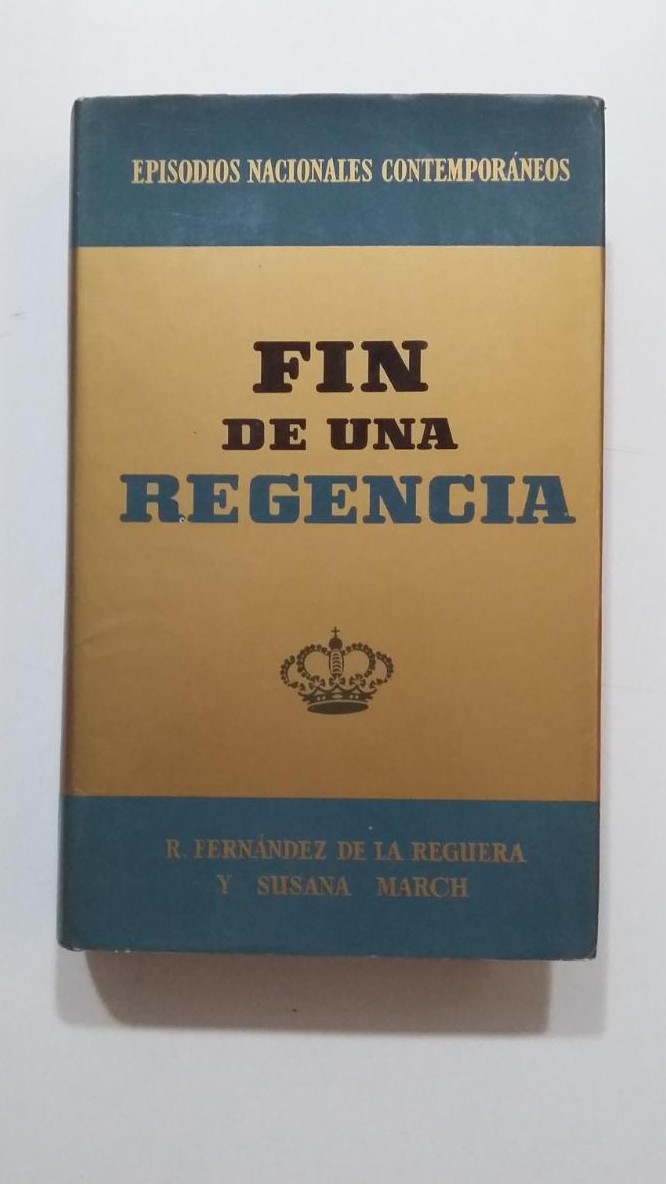 EPISODIOS NACIONALES CONTEMPORÁNEOS
FIN
DE UNA
REGENCIA
R. FERNÁNDEZ DE LA REGUERA
Y SUSANA MARCH